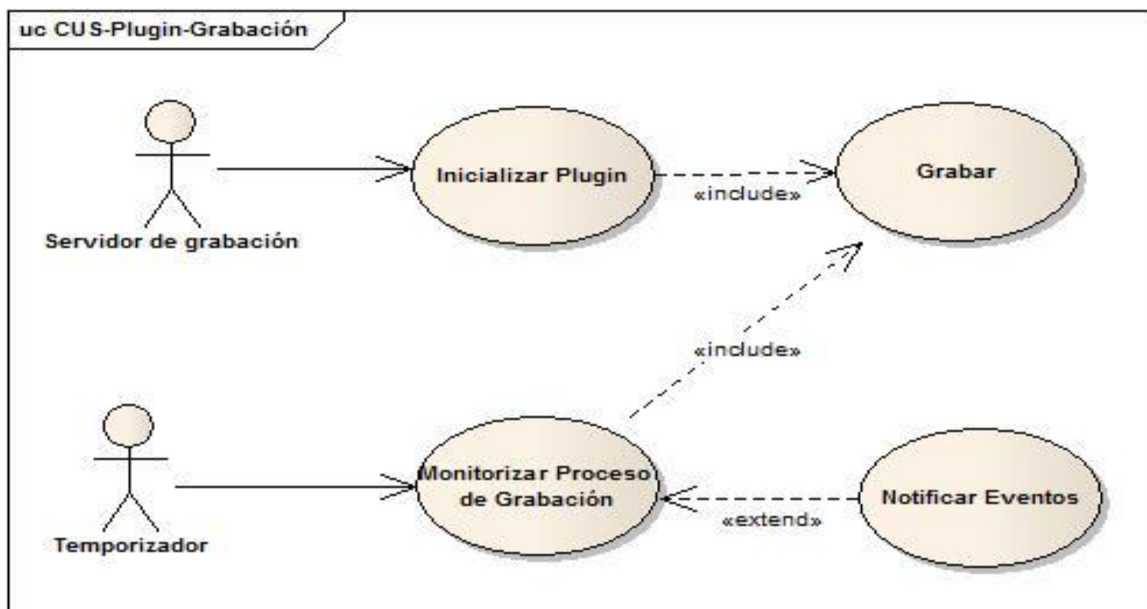 uc CUS-Plugin-Grabación
Servidor de grabación
Inicializar Plugin
«include»
Grabar
«include»
Temporizador
Monitorizar Proceso
de Grabación
«extend»
Notificar Eventos